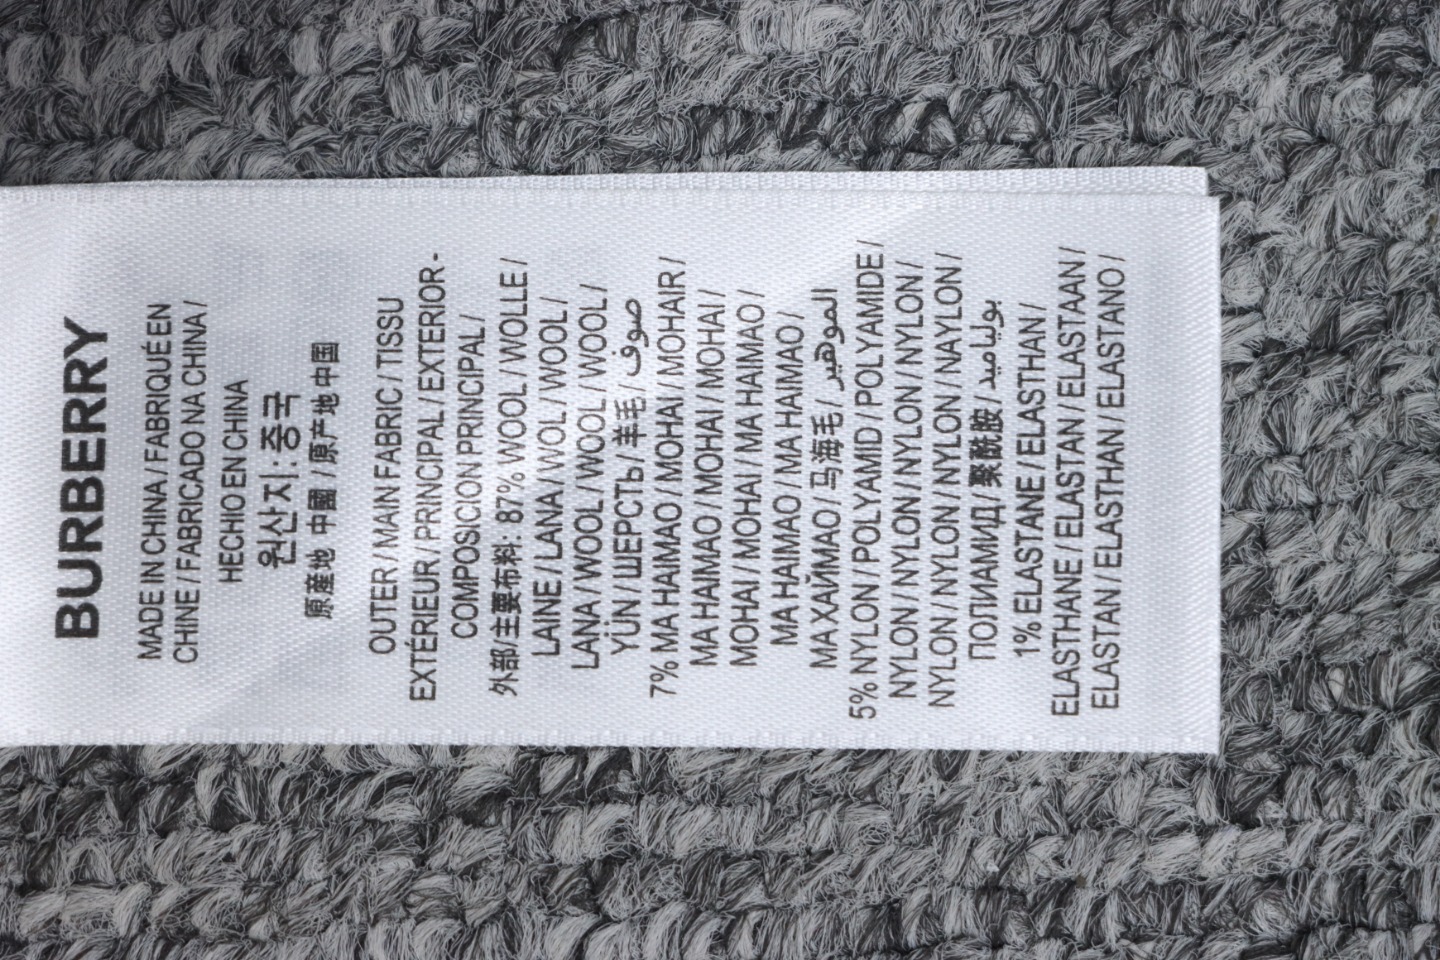 BURBERRY
MADE IN CHINA / FABRIQUÉ EN
CHINE / FABRICADO NA CHINA /
HECHO EN CHINA
원산지: 중국
原産地 中國 / 原产地 中国
OUTER / MAIN FABRIC / TISSU
EXTÉRIEUR / PRINCIPAL / EXTERIOR -
COMPOSICION PRINCIPAL /
外部/主要布料: 87% WOOL / WOLLE /
LAINE / LANA / WOL / WOOL /
LANA / WOOL / WOOL / WOOL /
YÜN / ШЕРСТЬ / 羊毛 / صوف
7% MA HAIMAO / MOHAI / MOHAIR /
MA HAIMAO / MOHAI / MOHAI /
MOHAI / MOHAI / MA HAIMAO /
MA HAIMAO / MA HAIMAO /
MA ХАЙМАО / 马海毛 / الموهير
5% NYLON / POLYAMID / POLYAMIDE /
NYLON / NYLON / NYLON / NYLON /
NYLON / NYLON / NYLON / NAYLON /
ПОЛИАМИД / 聚酰胺 / بولياميد
1% ELASTANE / ELASTHAN /
ELASTHANE / ELASTAN / ELASTAAN /
ELASTAN / ELASTHAN / ELASTANO /